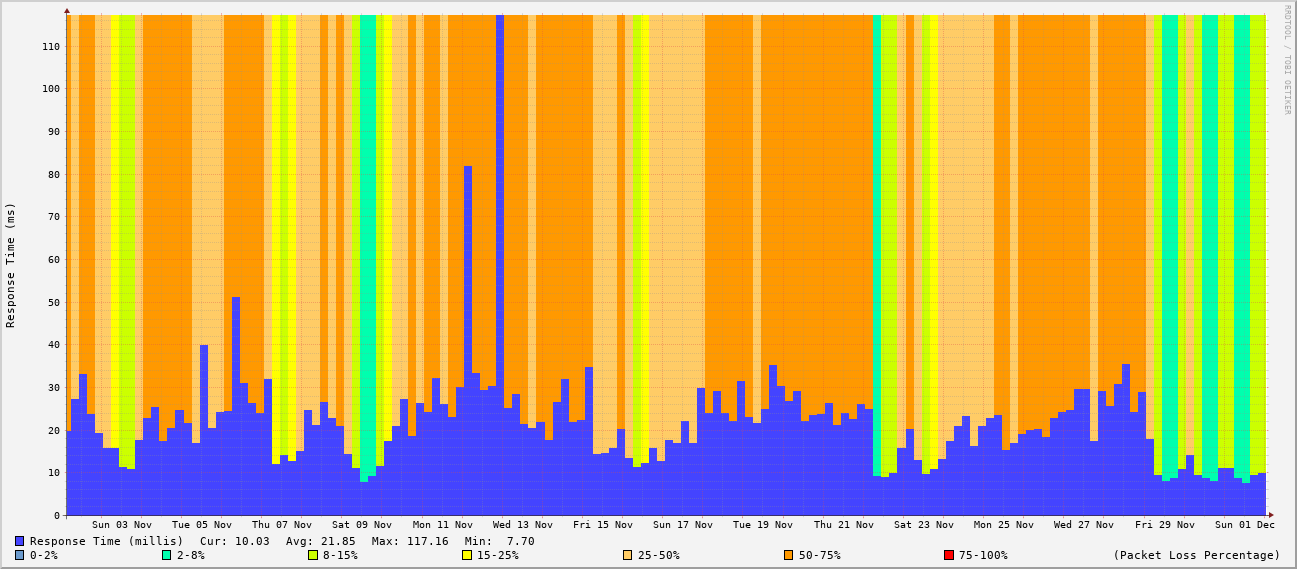 RRDTOOL / TOBI OETIKER
Response Time (ms)
110
100
90
80
70
60
50
40
30
20
10
0
Sun 03 Nov Tue 05 Nov Thu 07 Nov Sat 09 Nov Mon 11 Nov Wed 13 Nov Fri 15 Nov Sun 17 Nov Tue 19 Nov Thu 21 Nov Sat 23 Nov Mon 25 Nov Wed 27 Nov Fri 29 Nov Sun 01 Dec
Response Time (millis) Cur: 10.03 Avg: 21.85 Max: 117.16 Min: 7.70
0-2% 2-8% 8-15% 15-25% 25-50% 50-75% 75-100% (Packet Loss Percentage)